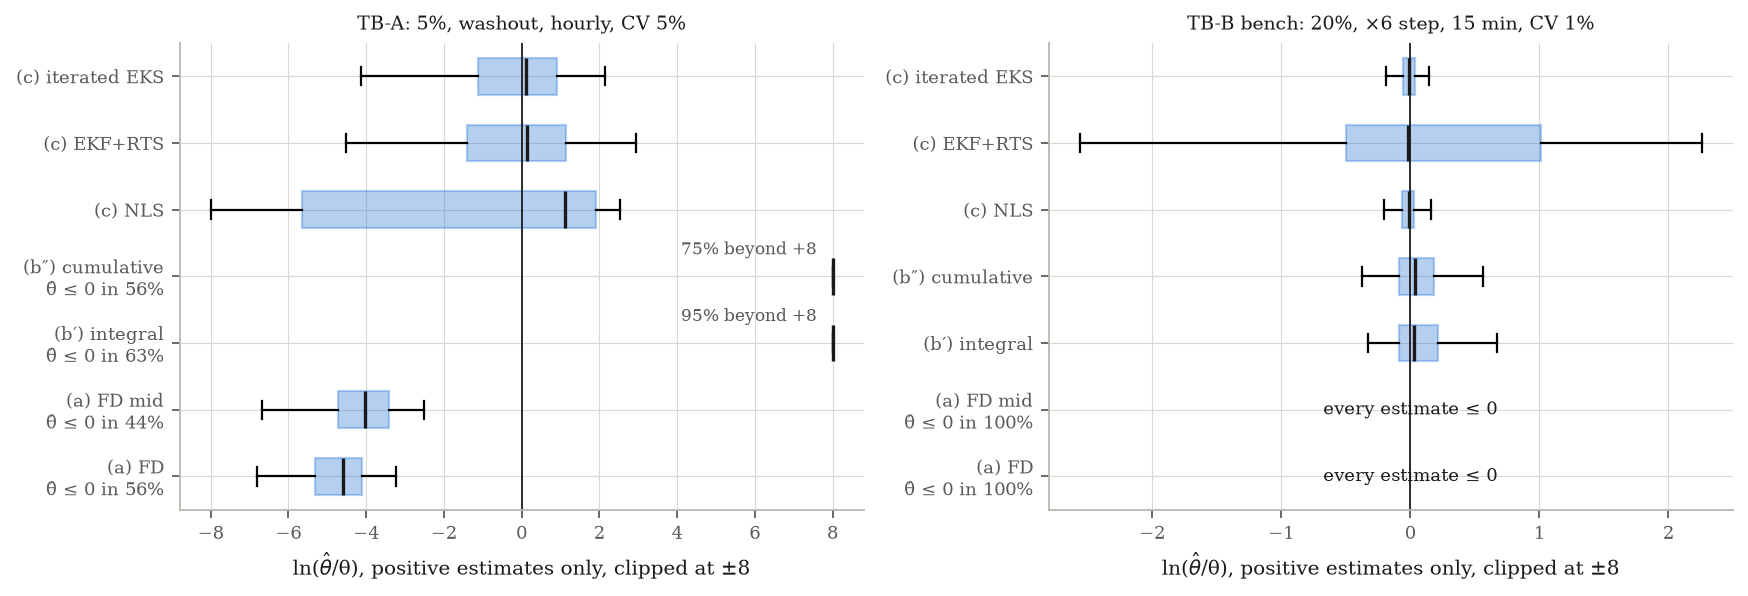 TB-A: 5%, washout, hourly, CV 5%
(c) iterated EKS
(c) EKF+RTS
(c) NLS
75% beyond +8
(b″) cumulative
θ̂ ≤ 0 in 56%
95% beyond +8
(b′) integral
θ̂ ≤ 0 in 63%
(a) FD mid
θ̂ ≤ 0 in 44%
(a) FD
θ̂ ≤ 0 in 56%
−8 −6 −4 −2 0 2 4 6 8
ln(θ̂/θ), positive estimates only, clipped at ±8
TB-B bench: 20%, ×6 step, 15 min, CV 1%
(c) iterated EKS
(c) EKF+RTS
(c) NLS
(b″) cumulative
(b′) integral
(a) FD mid
θ̂ ≤ 0 in 100%
every estimate ≤ 0
(a) FD
θ̂ ≤ 0 in 100%
every estimate ≤ 0
−2 −1 0 1 2
ln(θ̂/θ), positive estimates only, clipped at ±8